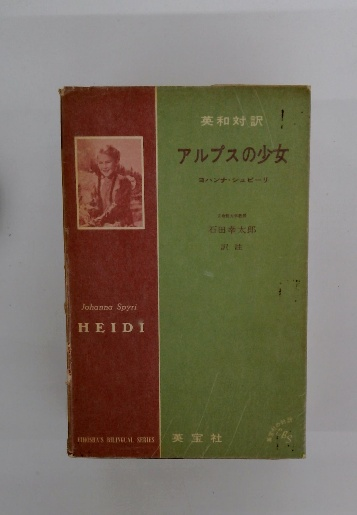 英和対訳
アルプスの少女
ヨハンナ・シュピーリ
石田幸太郎
訳註
Johanna Spyri
HEIDI
EIHOSHA'S BILINGUAL SERIES
英宝社